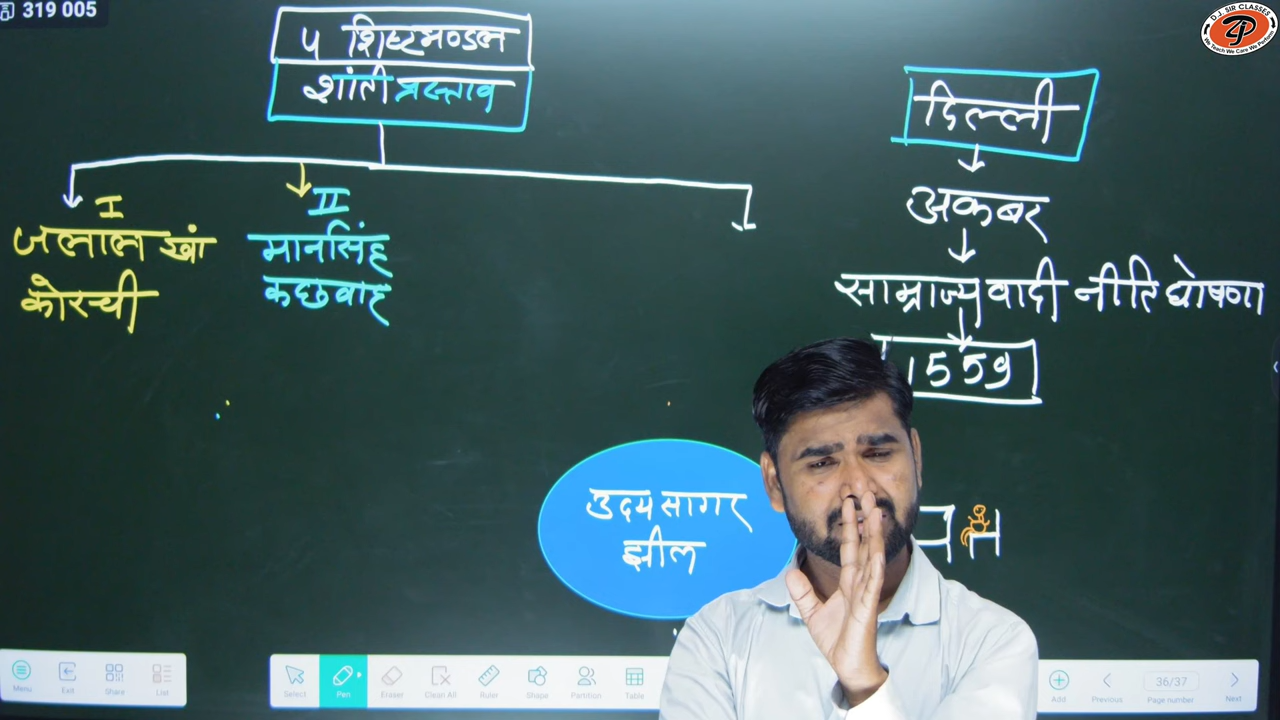 319 005
D.J. SIR CLASSES
We Teach We Care We Perform
५ शिष्टमण्डल
शांती प्रस्ताव
I
जलाल खां
कोरची
II
मानसिंह
कछवाह
दिल्ली
अकबर
साम्राज्यवादी नीति घोषणा
1559
उदयसागर
झील
Menu
Exit
Share
List
Select
Pen
Eraser
Clean All
Ruler
Shape
Partition
Table
Add
Previous
36/37
Page number
Next